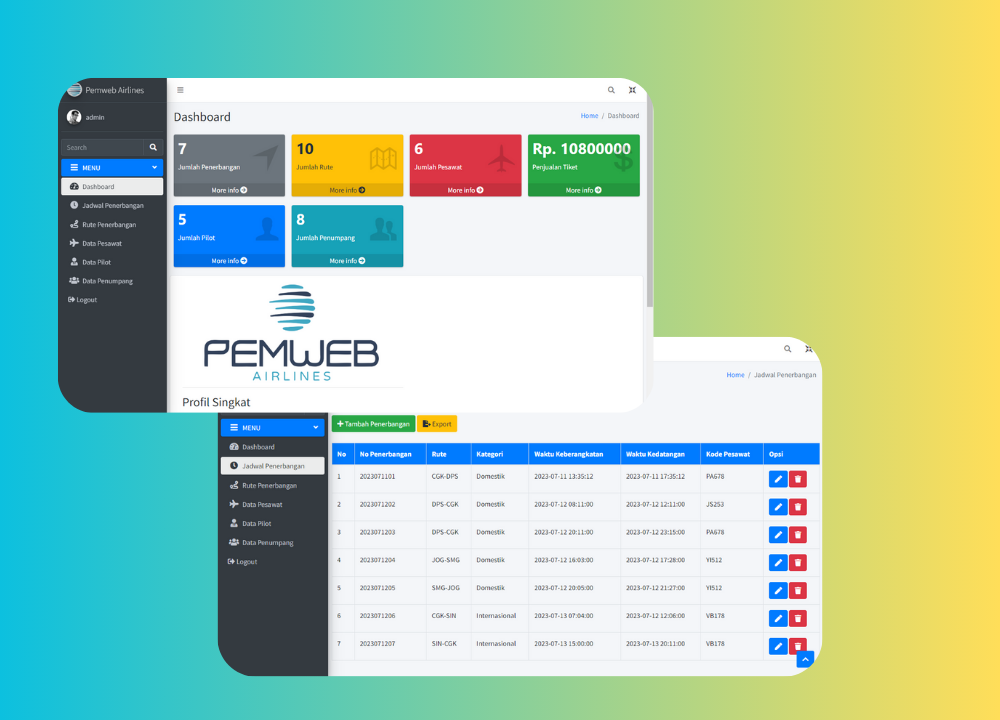 Pemweb Airlines
admin
Search
MENU
Dashboard
Jadwal Penerbangan
Rute Penerbangan
Data Pesawat
Data Pilot
Data Penumpang
Logout
Dashboard
Home / Dashboard
7
Jumlah Penerbangan
More info
10
Jumlah Rute
More info
6
Jumlah Pesawat
More info
Rp. 10800000
Penjualan Tiket
More info
5
Jumlah Pilot
More info
8
Jumlah Penumpang
More info
PEMWEB
AIRLINES
Profil Singkat
Home / Jadwal Penerbangan
MENU
Dashboard
Jadwal Penerbangan
Rute Penerbangan
Data Pesawat
Data Pilot
Data Penumpang
Logout
Tambah Penerbangan Export
No No Penerbangan Rute Kategori Waktu Keberangkatan Waktu Kedatangan Kode Pesawat Opsi
1 2023071101 CGK-DPS Domestik 2023-07-11 13:35:12 2023-07-11 17:35:12 PA678
2 2023071202 DPS-CGK Domestik 2023-07-12 08:11:00 2023-07-12 12:11:00 JS253
3 2023071203 DPS-CGK Domestik 2023-07-12 20:11:00 2023-07-12 23:15:00 PA678
4 2023071204 JOG-SMG Domestik 2023-07-12 16:03:00 2023-07-12 17:28:00 YI512
5 2023071205 SMG-JOG Domestik 2023-07-12 20:05:00 2023-07-12 21:27:00 YI512
6 2023071206 CGK-SIN Internasional 2023-07-13 07:04:00 2023-07-12 12:06:00 VB178
7 2023071207 SIN-CGK Internasional 2023-07-13 15:00:00 2023-07-13 20:11:00 VB178